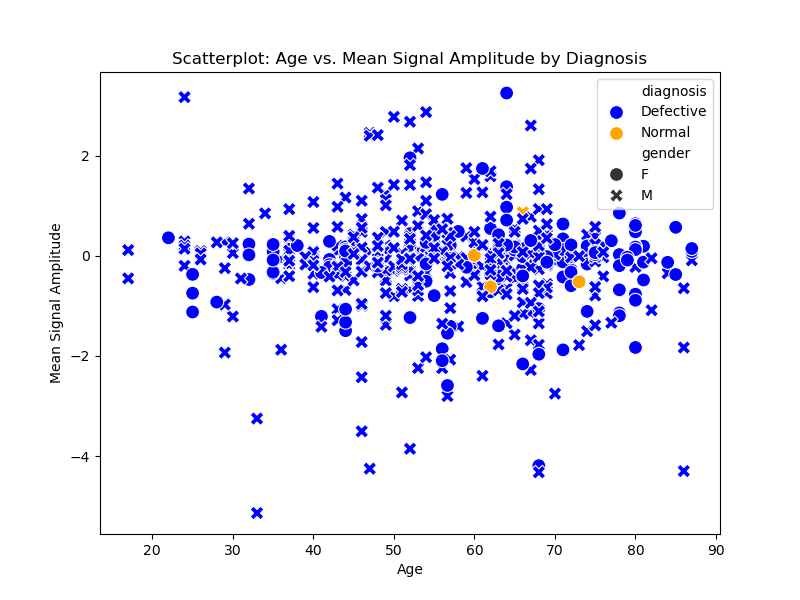 Scatterplot: Age vs. Mean Signal Amplitude by Diagnosis
diagnosis
Defective
Normal
gender
F
M
2
0
−2
−4
Mean Signal Amplitude
20 30 40 50 60 70 80 90
Age